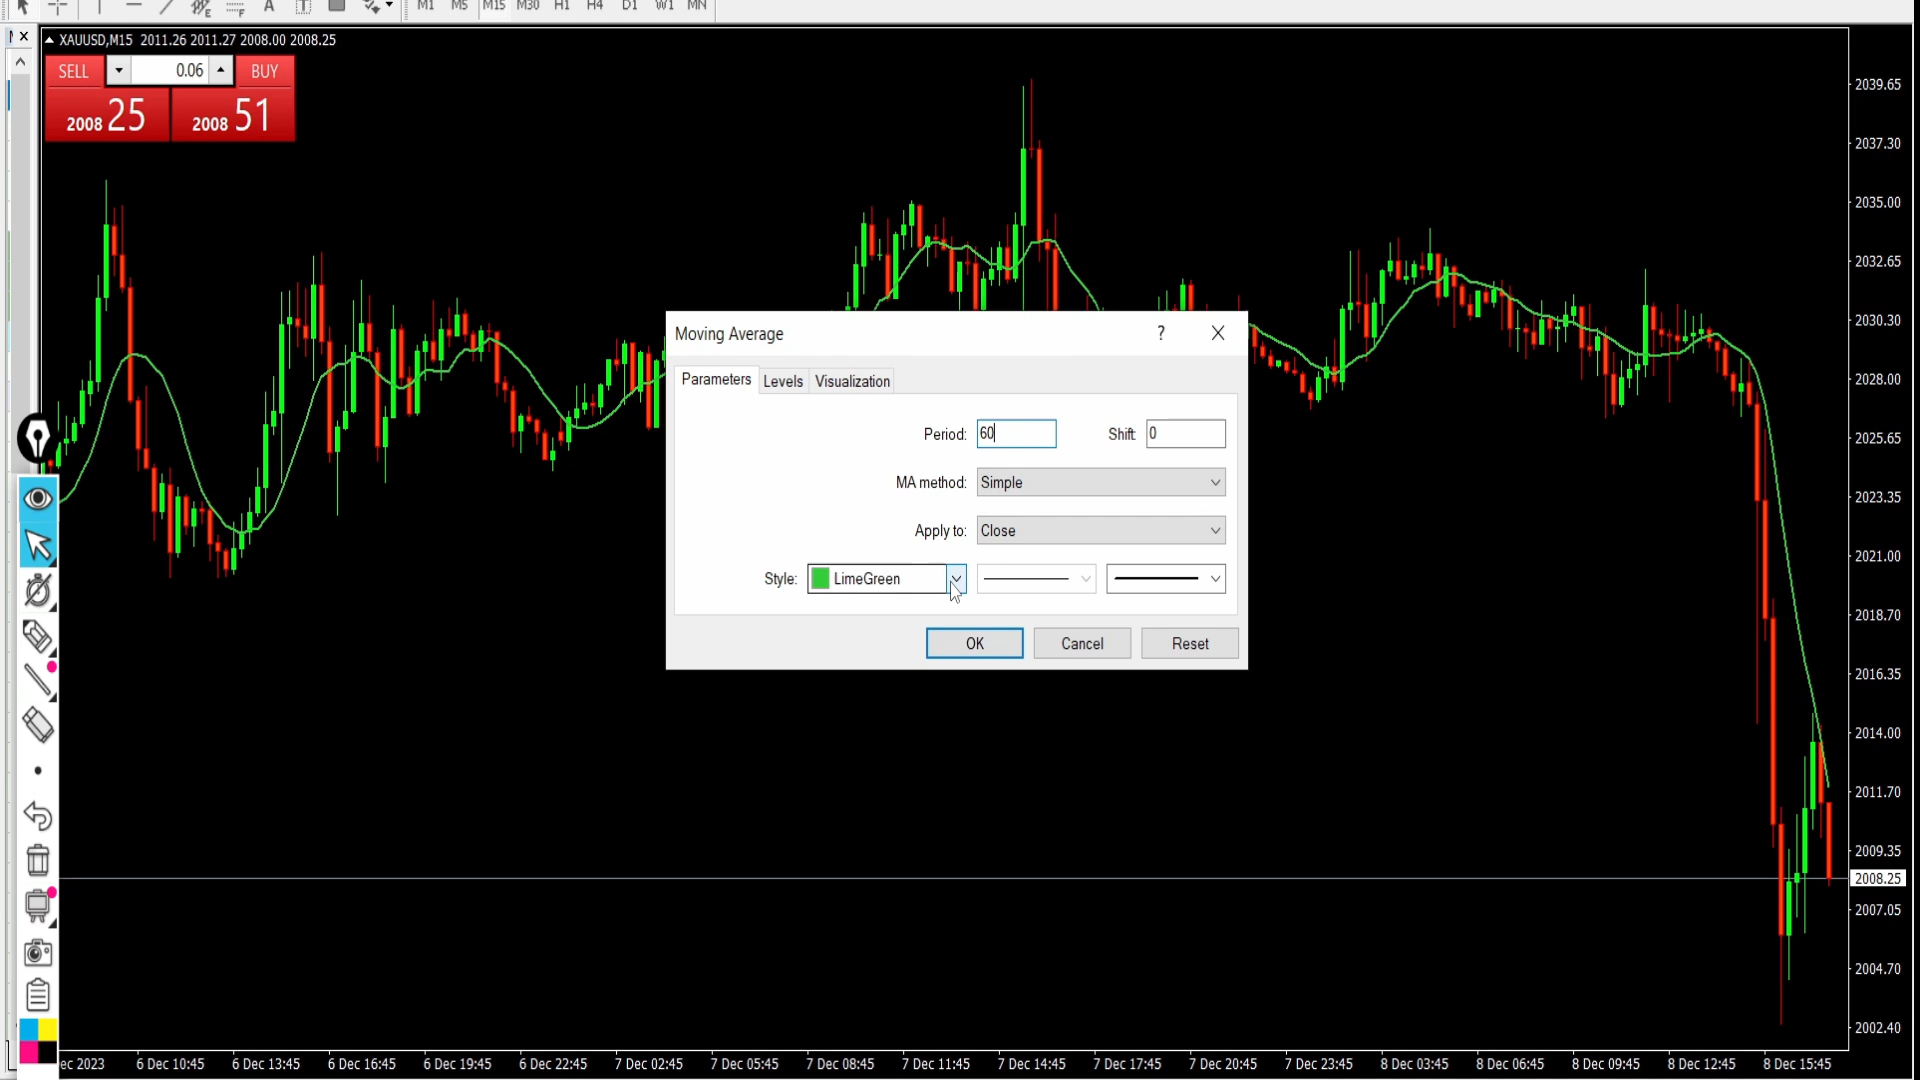 M1 M5 M15 M30 H1 H4 D1 W1 MN
XAUUSD,M15 2011.26 2011.27 2008.00 2008.25
SELL 0.06 BUY
2008 25 2008 51
2039.65
2037.30
2035.00
2032.65
2030.30
2028.00
2025.65
2023.35
2021.00
2018.70
2016.35
2014.00
2011.70
2009.35
2008.25
2007.05
2004.70
2002.40
Moving Average ?
Parameters Levels Visualization
Period: 60 Shift: 0
MA method: Simple
Apply to: Close
Style: LimeGreen
OK Cancel Reset
ec 2023 6 Dec 10:45 6 Dec 13:45 6 Dec 16:45 6 Dec 19:45 6 Dec 22:45 7 Dec 02:45 7 Dec 05:45 7 Dec 08:45 7 Dec 11:45 7 Dec 14:45 7 Dec 17:45 7 Dec 20:45 7 Dec 23:45 8 Dec 03:45 8 Dec 06:45 8 Dec 09:45 8 Dec 12:45 8 Dec 15:45